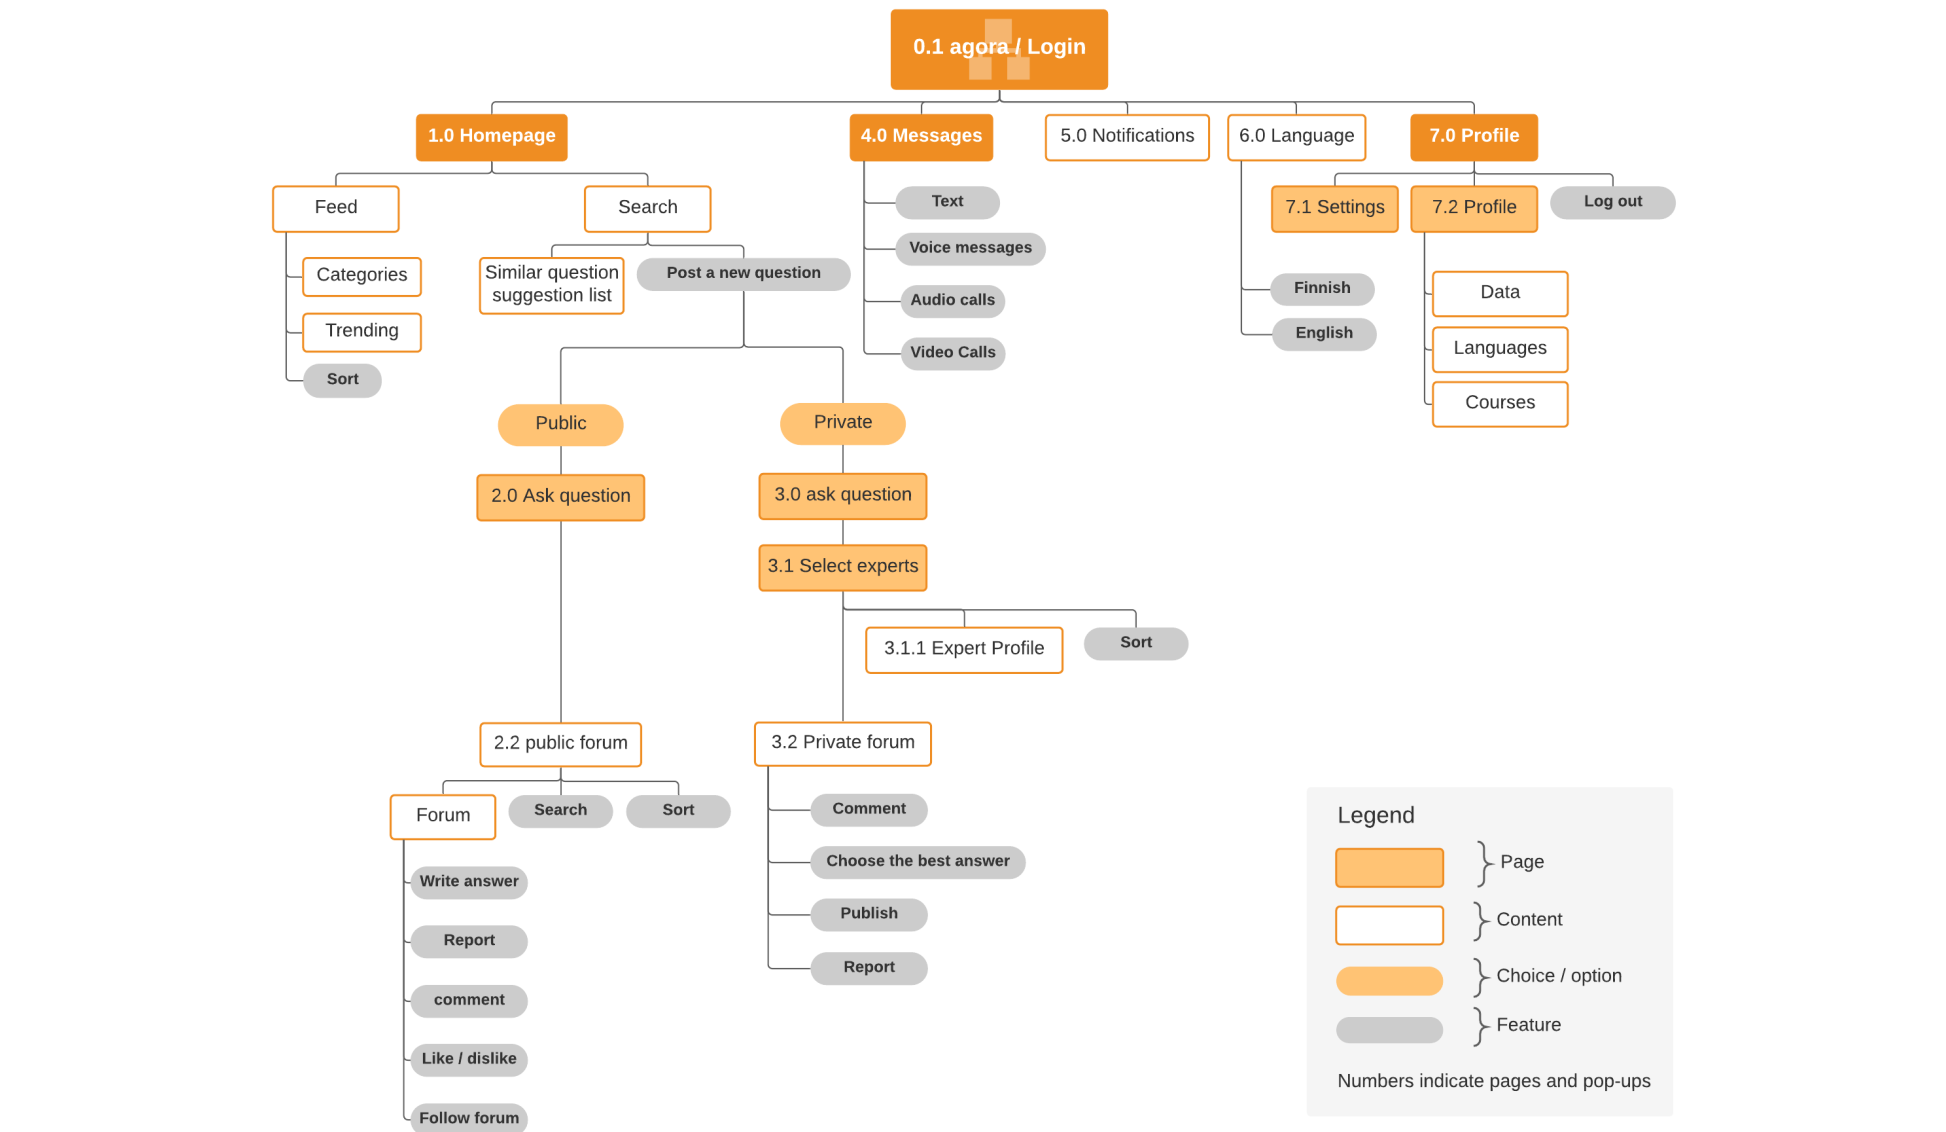 0.1 agora / Login
1.0 Homepage
4.0 Messages
5.0 Notifications
6.0 Language
7.0 Profile
Feed
Search
7.1 Settings
7.2 Profile
Log out
Text
Voice messages
Audio calls
Video Calls
Categories
Trending
Sort
Similar question
suggestion list
Post a new question
Finnish
English
Data
Languages
Courses
Public
Private
2.0 Ask question
3.0 ask question
3.1 Select experts
3.1.1 Expert Profile
Sort
2.2 public forum
3.2 Private forum
Forum
Search
Sort
Write answer
Report
comment
Like / dislike
Follow forum
Comment
Choose the best answer
Publish
Report
Legend
Page
Content
Choice / option
Feature
Numbers indicate pages and pop-ups